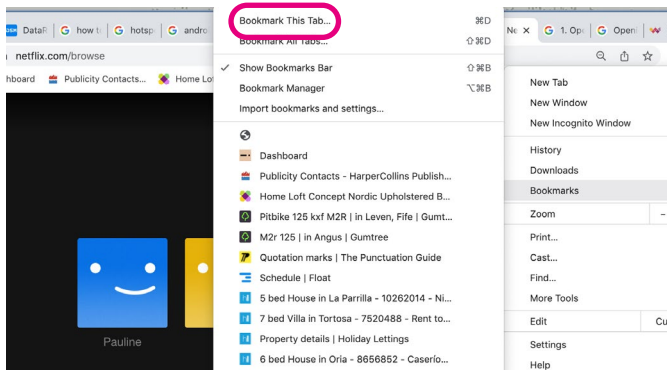 DataF
how t
hotsp
andro
Ne
1. Ope
Open
netflix.com/browse
hboard
Publicity Contacts...
Home Lof
Bookmark This Tab... ⌘D
Bookmark All Tabs... ⇧⌘D
✓ Show Bookmarks Bar ⇧⌘B
Bookmark Manager ⌥⌘B
Import bookmarks and settings...
Dashboard
Publicity Contacts - HarperCollins Publish...
Home Loft Concept Nordic Upholstered B...
Pitbike 125 kxf M2R | in Leven, Fife | Gumt...
M2r 125 | in Angus | Gumtree
Quotation marks | The Punctuation Guide
Schedule | Float
5 bed House in La Parrilla - 10262014 - Ni...
7 bed Villa in Tortosa - 7520488 - Rent to...
Property details | Holiday Lettings
6 bed House in Oria - 8656852 - Caserío...
New Tab
New Window
New Incognito Window
History
Downloads
Bookmarks
Zoom −
Print...
Cast...
Find...
More Tools
Edit Cu
Settings
Help
Pauline